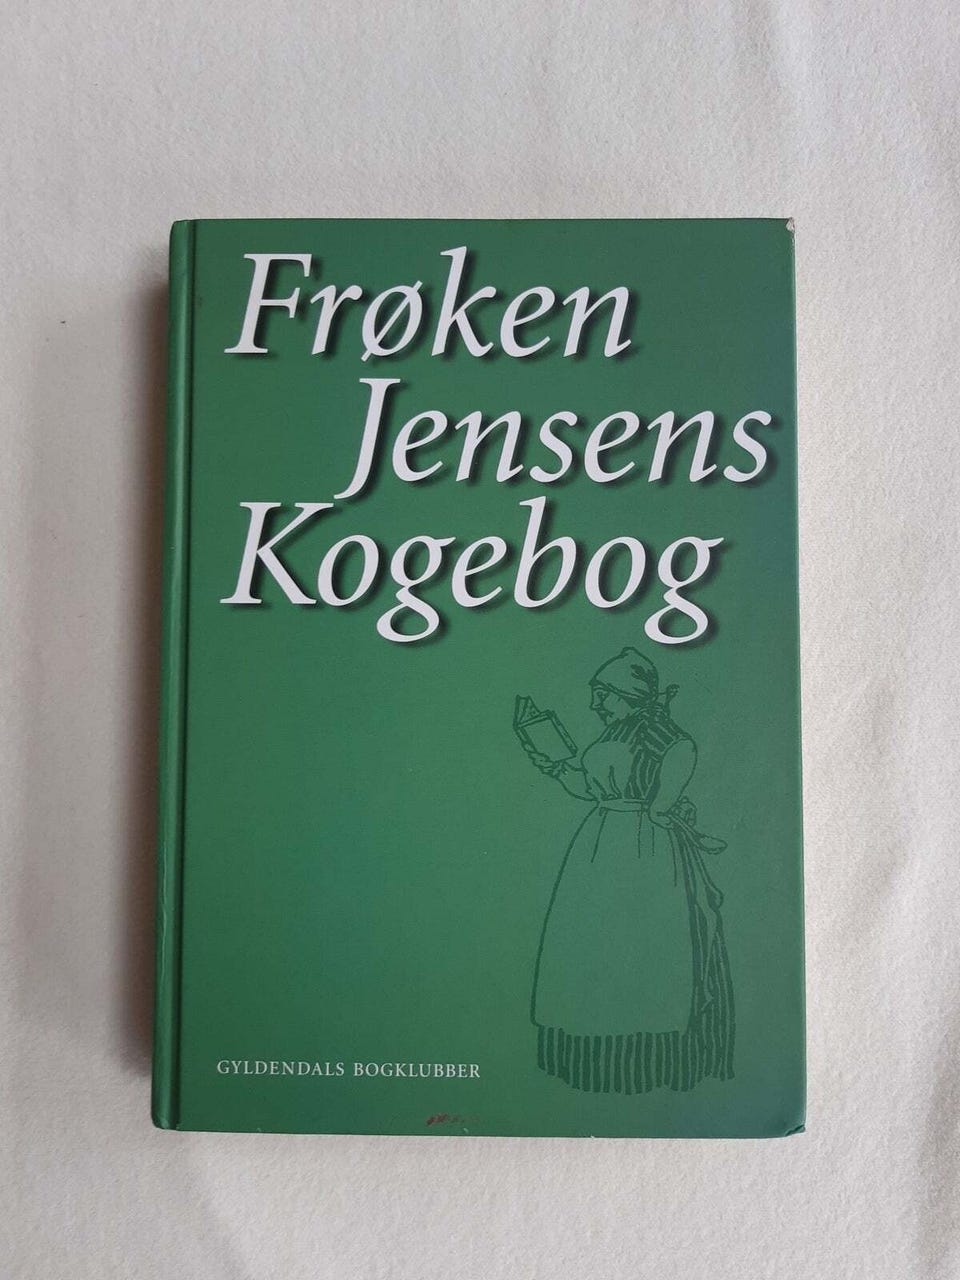 Frøken
Jensens
Kogebog
GYLDENDALS BOGKLUBBER